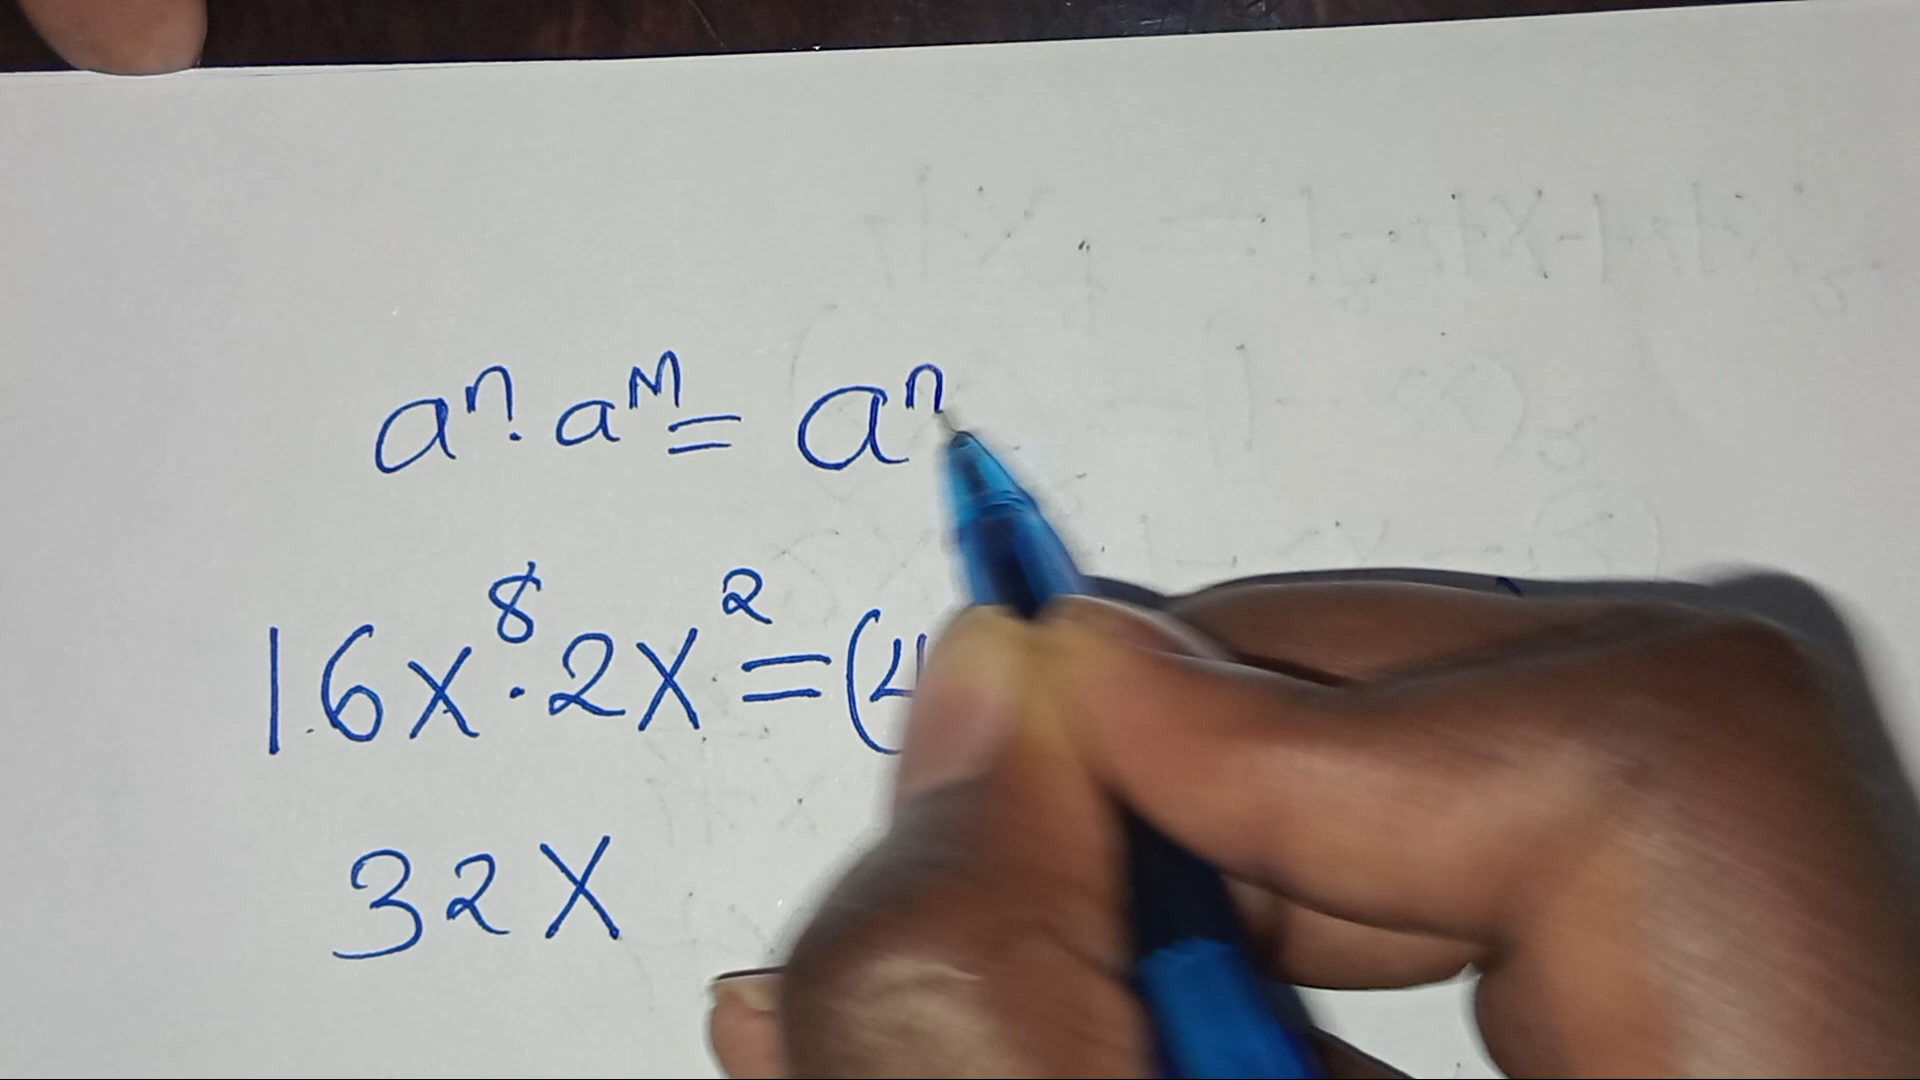 aⁿ · aᴹ = aⁿ
16x⁸ · 2x² = (4
32x